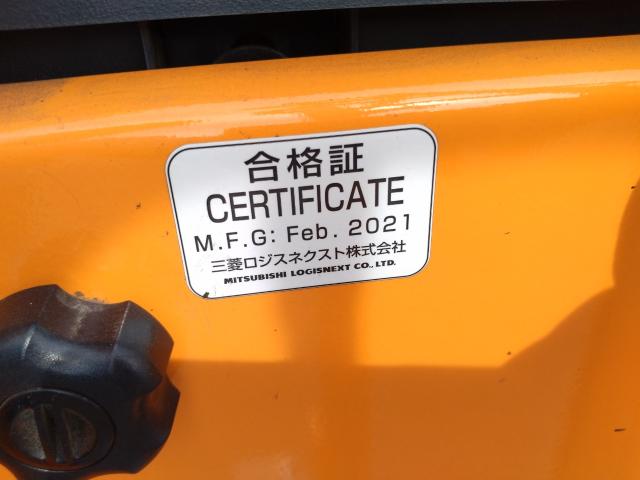 合格証
CERTIFICATE
M.F.G: Feb. 2021
三菱ロジスネクスト株式会社
MITSUBISHI LOGISNEXT CO., LTD.